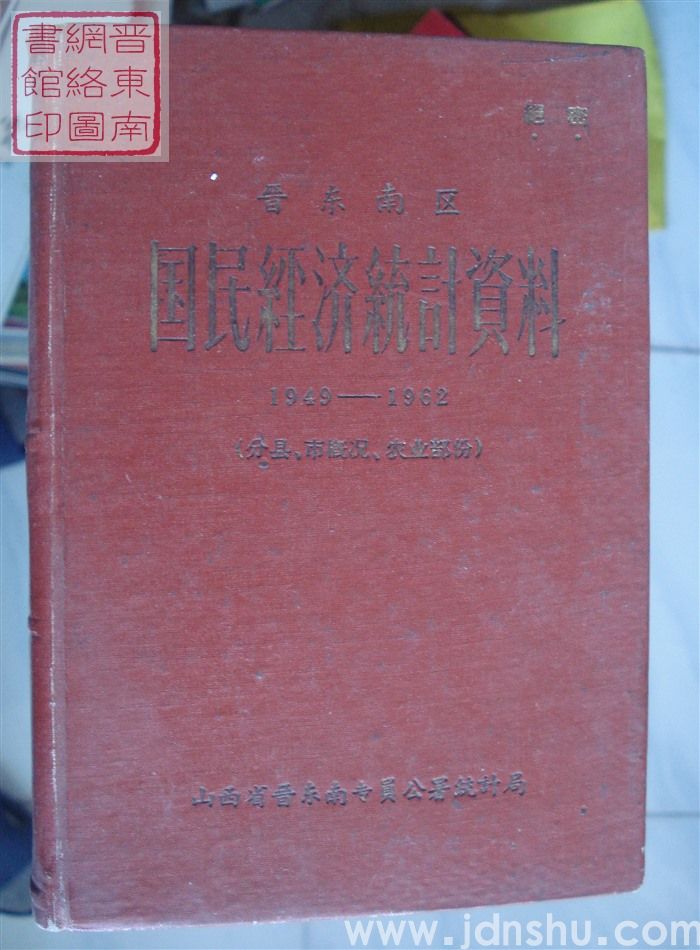 晋東南
網絡圖
書館印
絕密
晋东南区
国民經济統計資料
1949——1962
(分县、市概况、农业部份)
山西省晋东南专員公署統计局
www.jdnshu.com